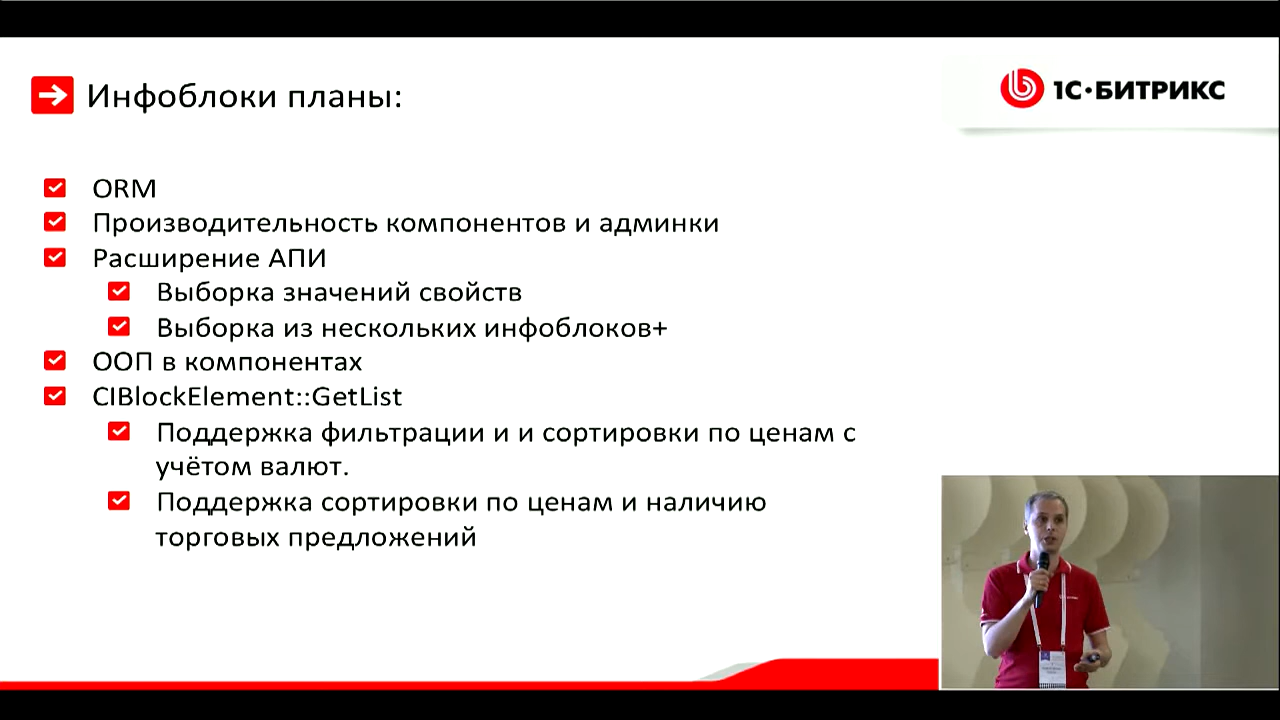 Инфоблоки планы:
1С•БИТРИКС
ORM
Производительность компонентов и админки
Расширение АПИ
Выборка значений свойств
Выборка из нескольких инфоблоков+
ООП в компонентах
CIBlockElement::GetList
Поддержка фильтрации и и сортировки по ценам с
учётом валют.
Поддержка сортировки по ценам и наличию
торговых предложений